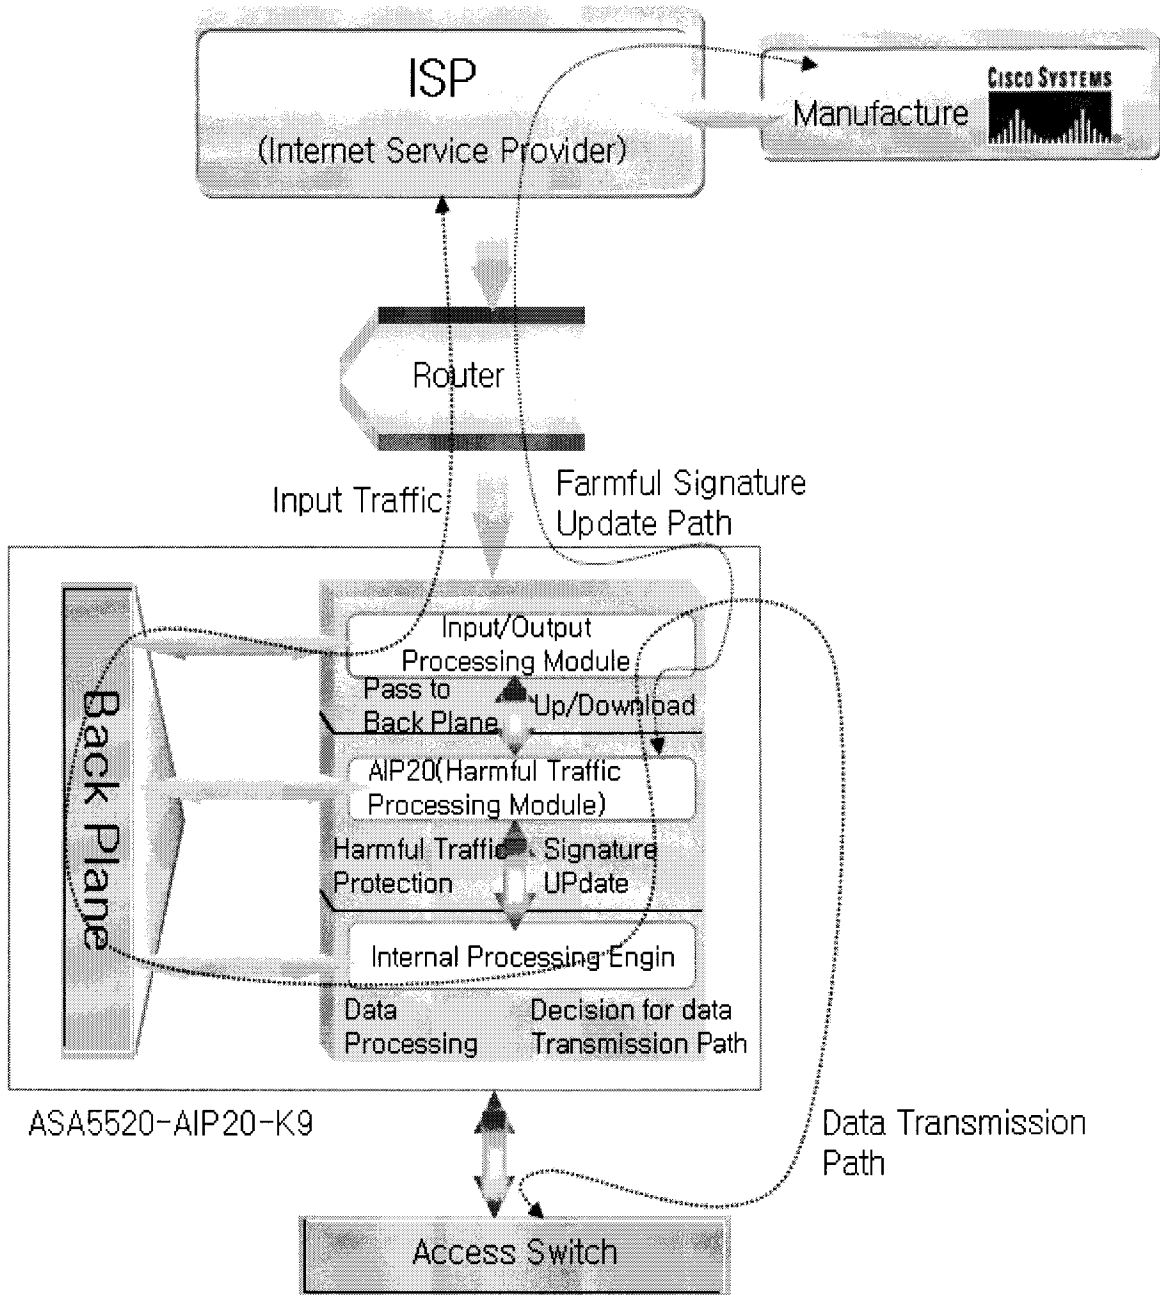 ISP
(Internet Service Provider)
CISCO SYSTEMS
Manufacture
Router
Input Traffic
Farmful Signature
Update Path
Back Plane
Input/Output
Processing Module
Pass to
Back Plane
Up/Download
AIP20(Harmful Traffic
Processing Module)
Harmful Traffic
Protection
Signature
UPdate
Internal Processing Engin
Data
Processing
Decision for data
Transmission Path
ASA5520-AIP20-K9
Data Transmission
Path
Access Switch